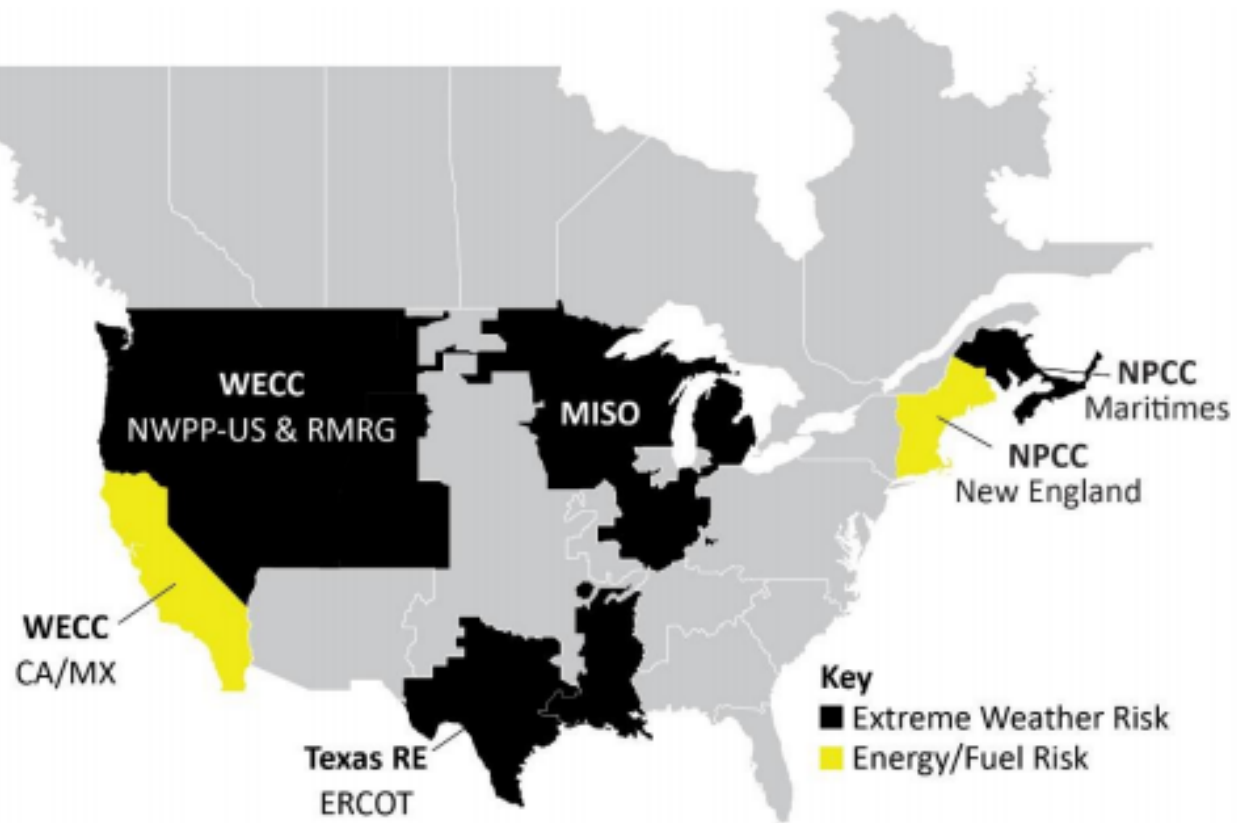 WECC
NWPP-US & RMRG
MISO
NPCC
Maritimes
NPCC
New England
WECC
CA/MX
Texas RE
ERCOT
Key
Extreme Weather Risk
Energy/Fuel Risk